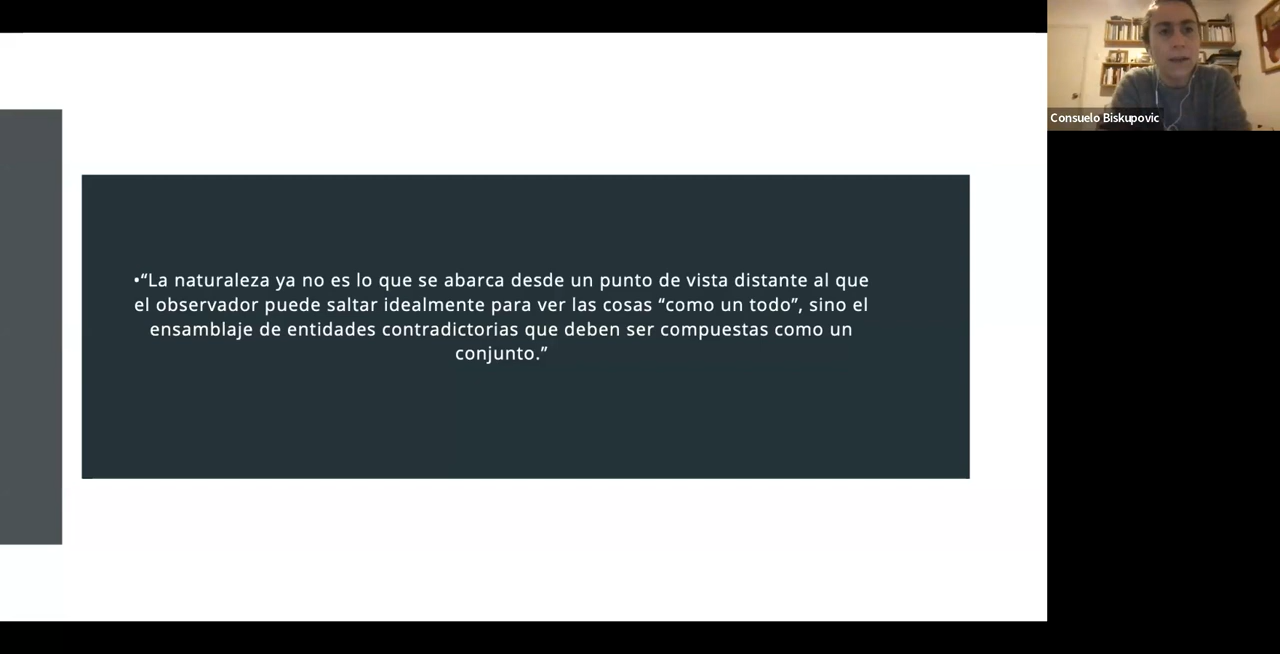 •“La naturaleza ya no es lo que se abarca desde un punto de vista distante al que
el observador puede saltar idealmente para ver las cosas “como un todo”, sino el
ensamblaje de entidades contradictorias que deben ser compuestas como un
conjunto.”
Consuelo Biskupovic